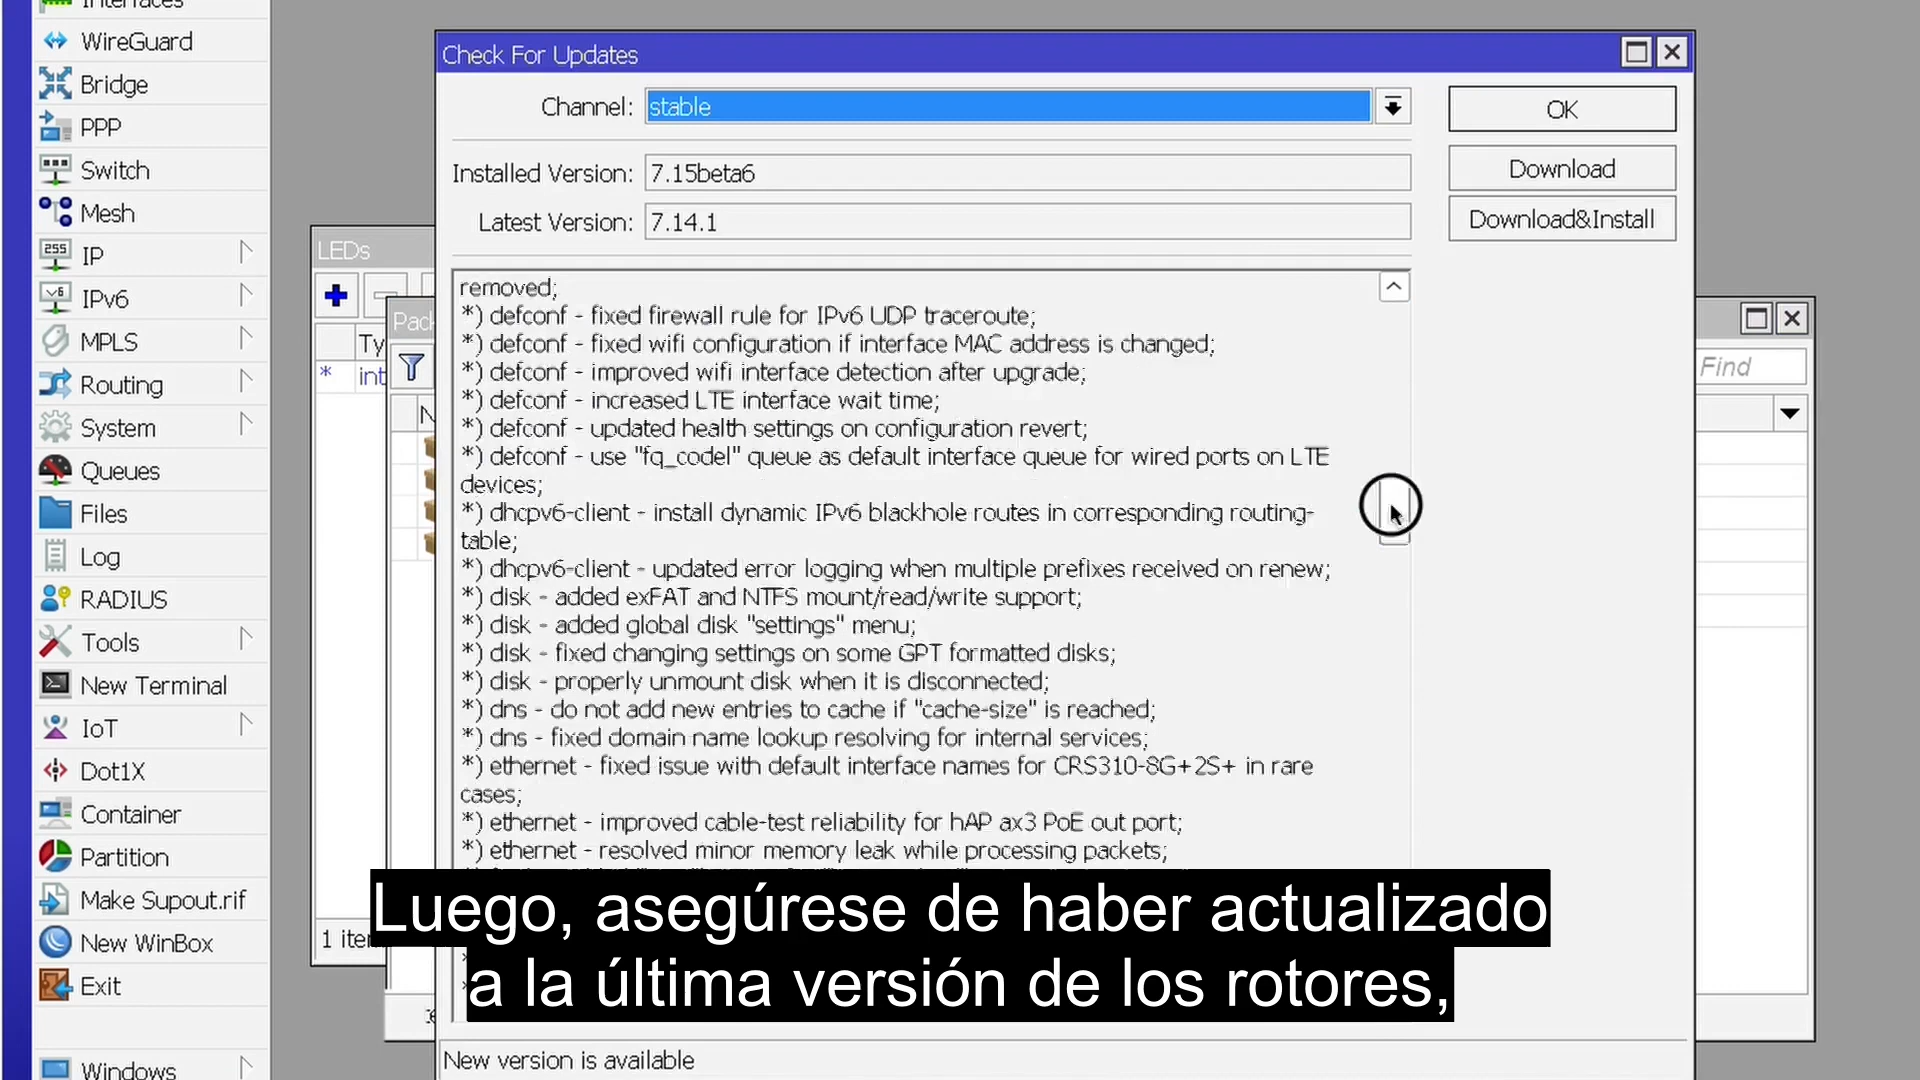 Interfaces
WireGuard
Bridge
PPP
Switch
Mesh
255
IP
v6
IPv6
MPLS
Routing
System
Queues
Files
Log
RADIUS
Tools
New Terminal
IoT
Dot1X
Container
Partition
Make Supout.rif
New WinBox
Exit
Windows
LEDs
Ty
* int
1 item
Pack
N
Find
Check For Updates
Channel: stable
Installed Version: 7.15beta6
Latest Version: 7.14.1
OK
Download
Download&Install
removed;
*) defconf - fixed firewall rule for IPv6 UDP traceroute;
*) defconf - fixed wifi configuration if interface MAC address is changed;
*) defconf - improved wifi interface detection after upgrade;
*) defconf - increased LTE interface wait time;
*) defconf - updated health settings on configuration revert;
*) defconf - use "fq_codel" queue as default interface queue for wired ports on LTE
devices;
*) dhcpv6-client - install dynamic IPv6 blackhole routes in corresponding routing-
table;
*) dhcpv6-client - updated error logging when multiple prefixes received on renew;
*) disk - added exFAT and NTFS mount/read/write support;
*) disk - added global disk "settings" menu;
*) disk - fixed changing settings on some GPT formatted disks;
*) disk - properly unmount disk when it is disconnected;
*) dns - do not add new entries to cache if "cache-size" is reached;
*) dns - fixed domain name lookup resolving for internal services;
*) ethernet - fixed issue with default interface names for CRS310-8G+2S+ in rare
cases;
*) ethernet - improved cable-test reliability for hAP ax3 PoE out port;
*) ethernet - resolved minor memory leak while processing packets;
Luego, asegúrese de haber actualizado
a la última versión de los rotores,
New version is available